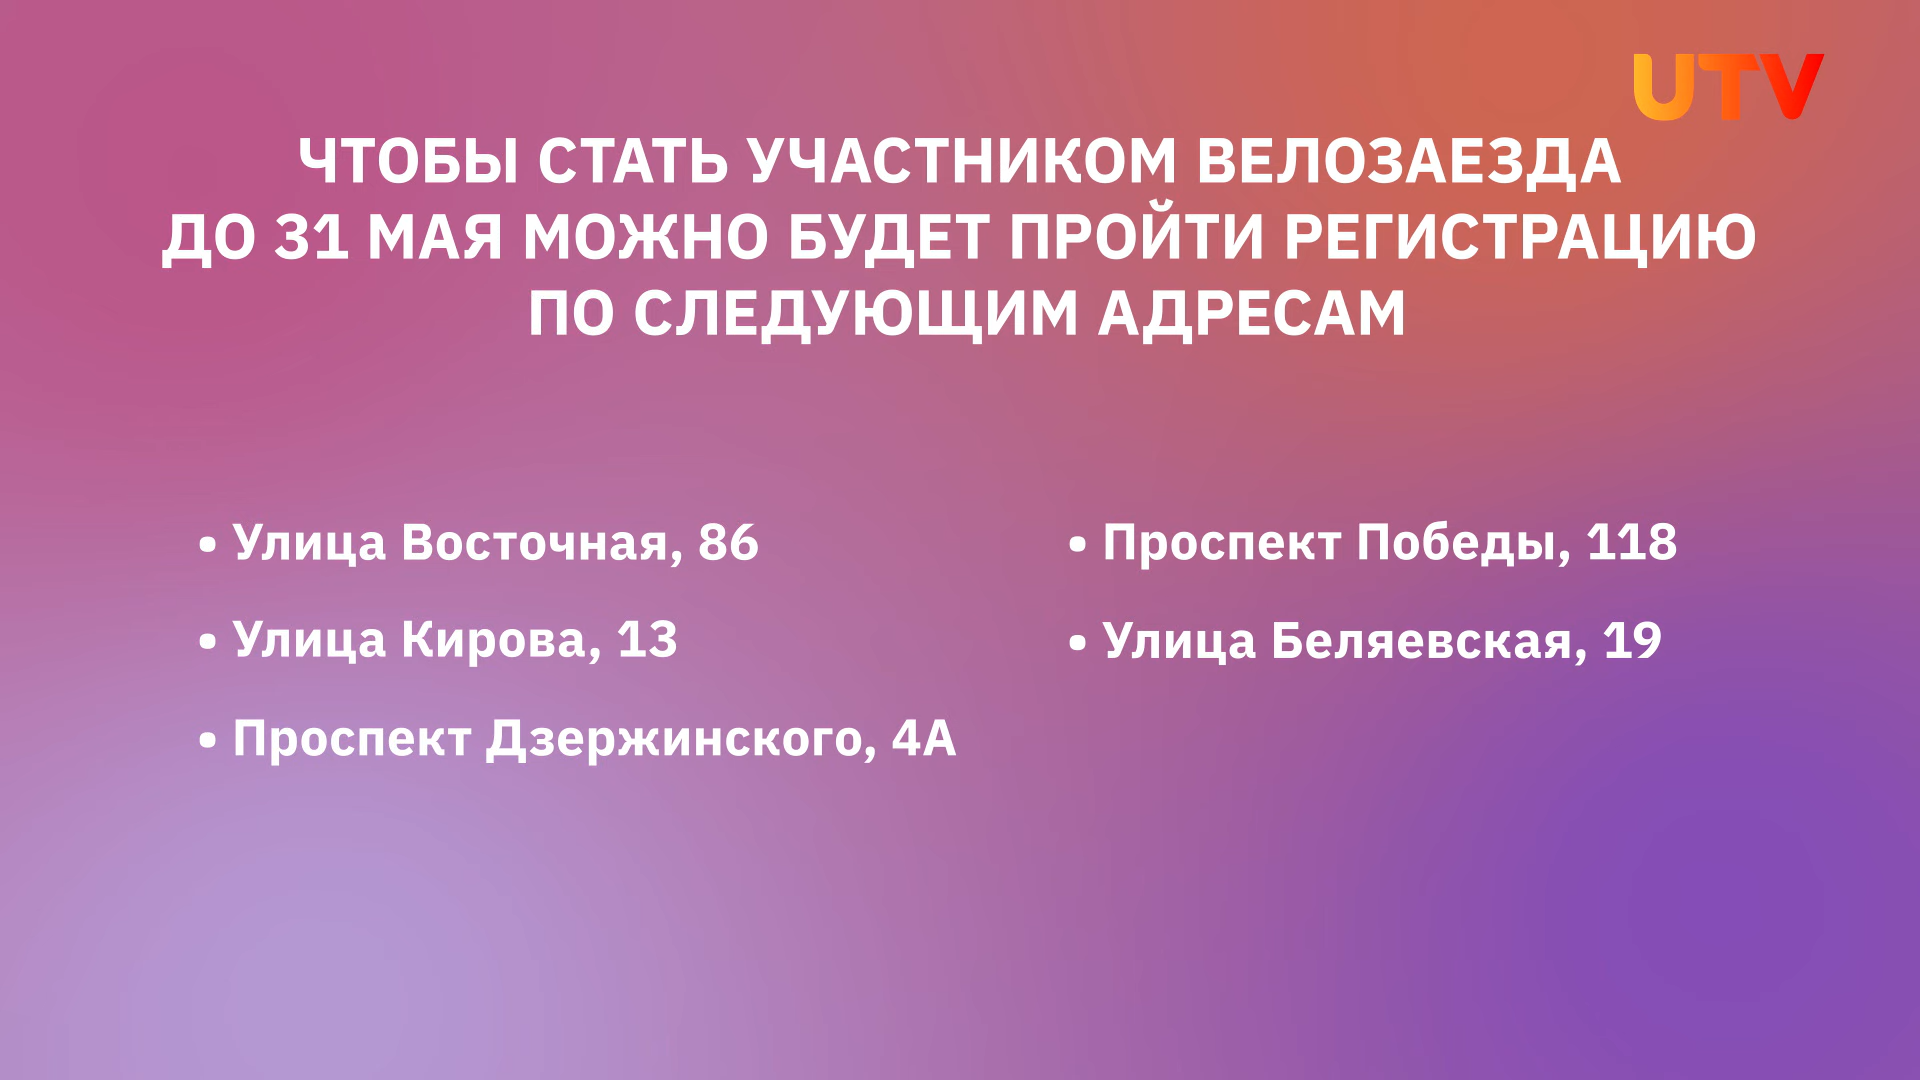 UTV
ЧТОБЫ СТАТЬ УЧАСТНИКОМ ВЕЛОЗАЕЗДА
ДО 31 МАЯ МОЖНО БУДЕТ ПРОЙТИ РЕГИСТРАЦИЮ
ПО СЛЕДУЮЩИМ АДРЕСАМ
• Улица Восточная, 86
• Улица Кирова, 13
• Проспект Дзержинского, 4А
• Проспект Победы, 118
• Улица Беляевская, 19